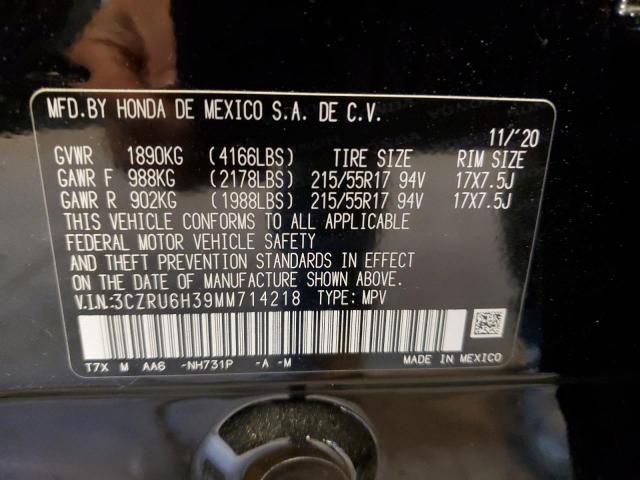 MFD.BY HONDA DE MEXICO S.A. DE C.V.
11/'20
GVWR 1890KG (4166LBS) TIRE SIZE RIM SIZE
GAWR F 988KG (2178LBS) 215/55R17 94V 17X7.5J
GAWR R 902KG (1988LBS) 215/55R17 94V 17X7.5J
THIS VEHICLE CONFORMS TO ALL APPLICABLE
FEDERAL MOTOR VEHICLE SAFETY
AND THEFT PREVENTION STANDARDS IN EFFECT
ON THE DATE OF MANUFACTURE SHOWN ABOVE.
V.I.N:3CZRU6H39MM714218 TYPE: MPV
T7X M AA6 -NH731P -A -M
MADE IN MEXICO